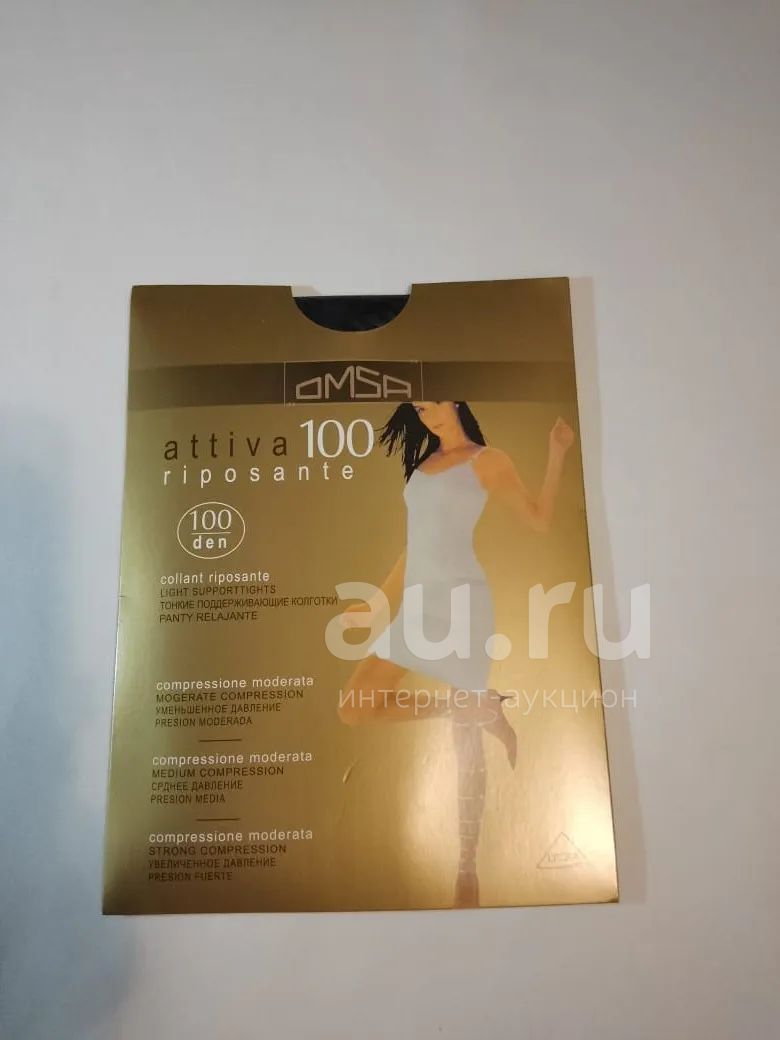 OMSA
attiva 100
riposante
100
den
collant riposante
LIGHT SUPPORTTIGHTS
ТОНКИЕ ПОДДЕРЖИВАЮЩИЕ КОЛГОТКИ
PANTY RELAJANTE
au.ru
интернет-аукцион
compressione moderata
MOGERATE COMPRESSION
УМЕНЬШЕННОЕ ДАВЛЕНИЕ
PRESION MODERADA
compressione moderata
MEDIUM COMPRESSION
СРДНЕЕ ДАВЛЕНИЕ
PRESION MEDIA
compressione moderata
STRONG COMPRESSION
УВЕЛИЧЕННОЕ ДАВЛЕНИЕ
PRESION FUERTE